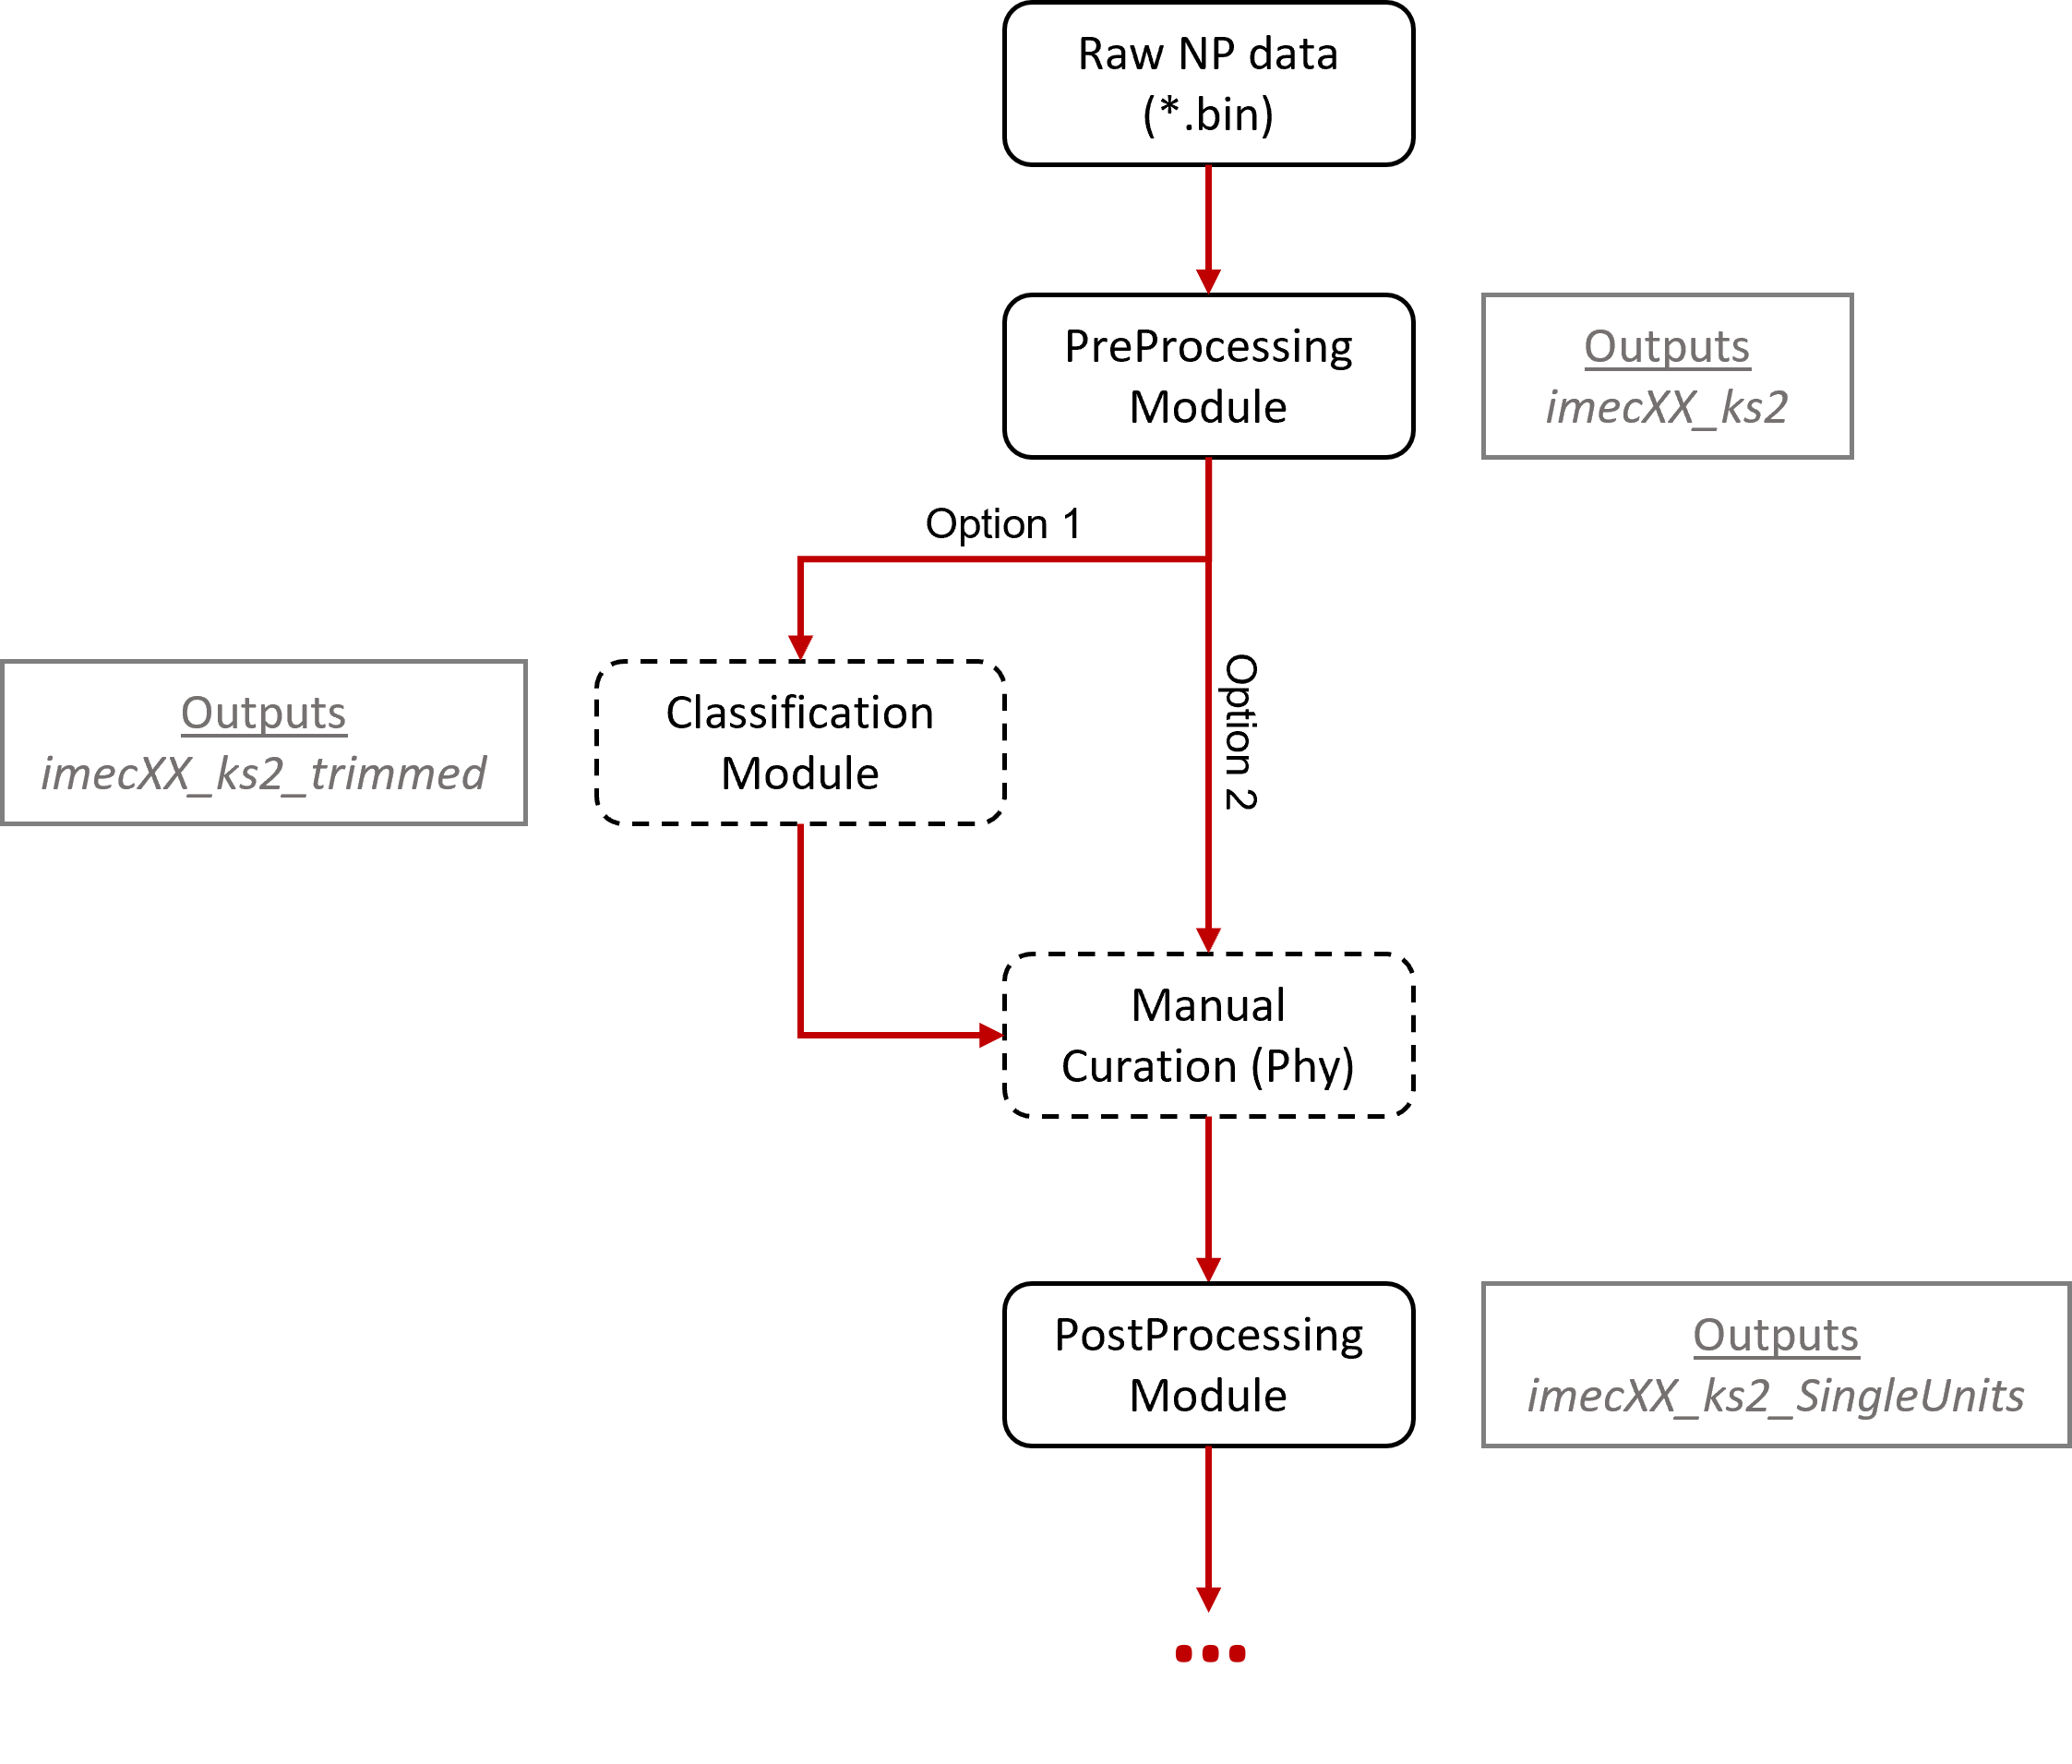 Raw NP data
(*.bin)
PreProcessing
Module
Outputs
imecXX_ks2
Option 1
Option 2
Outputs
imecXX_ks2_trimmed
Classification
Module
Manual
Curation (Phy)
PostProcessing
Module
Outputs
imecXX_ks2_SingleUnits
...